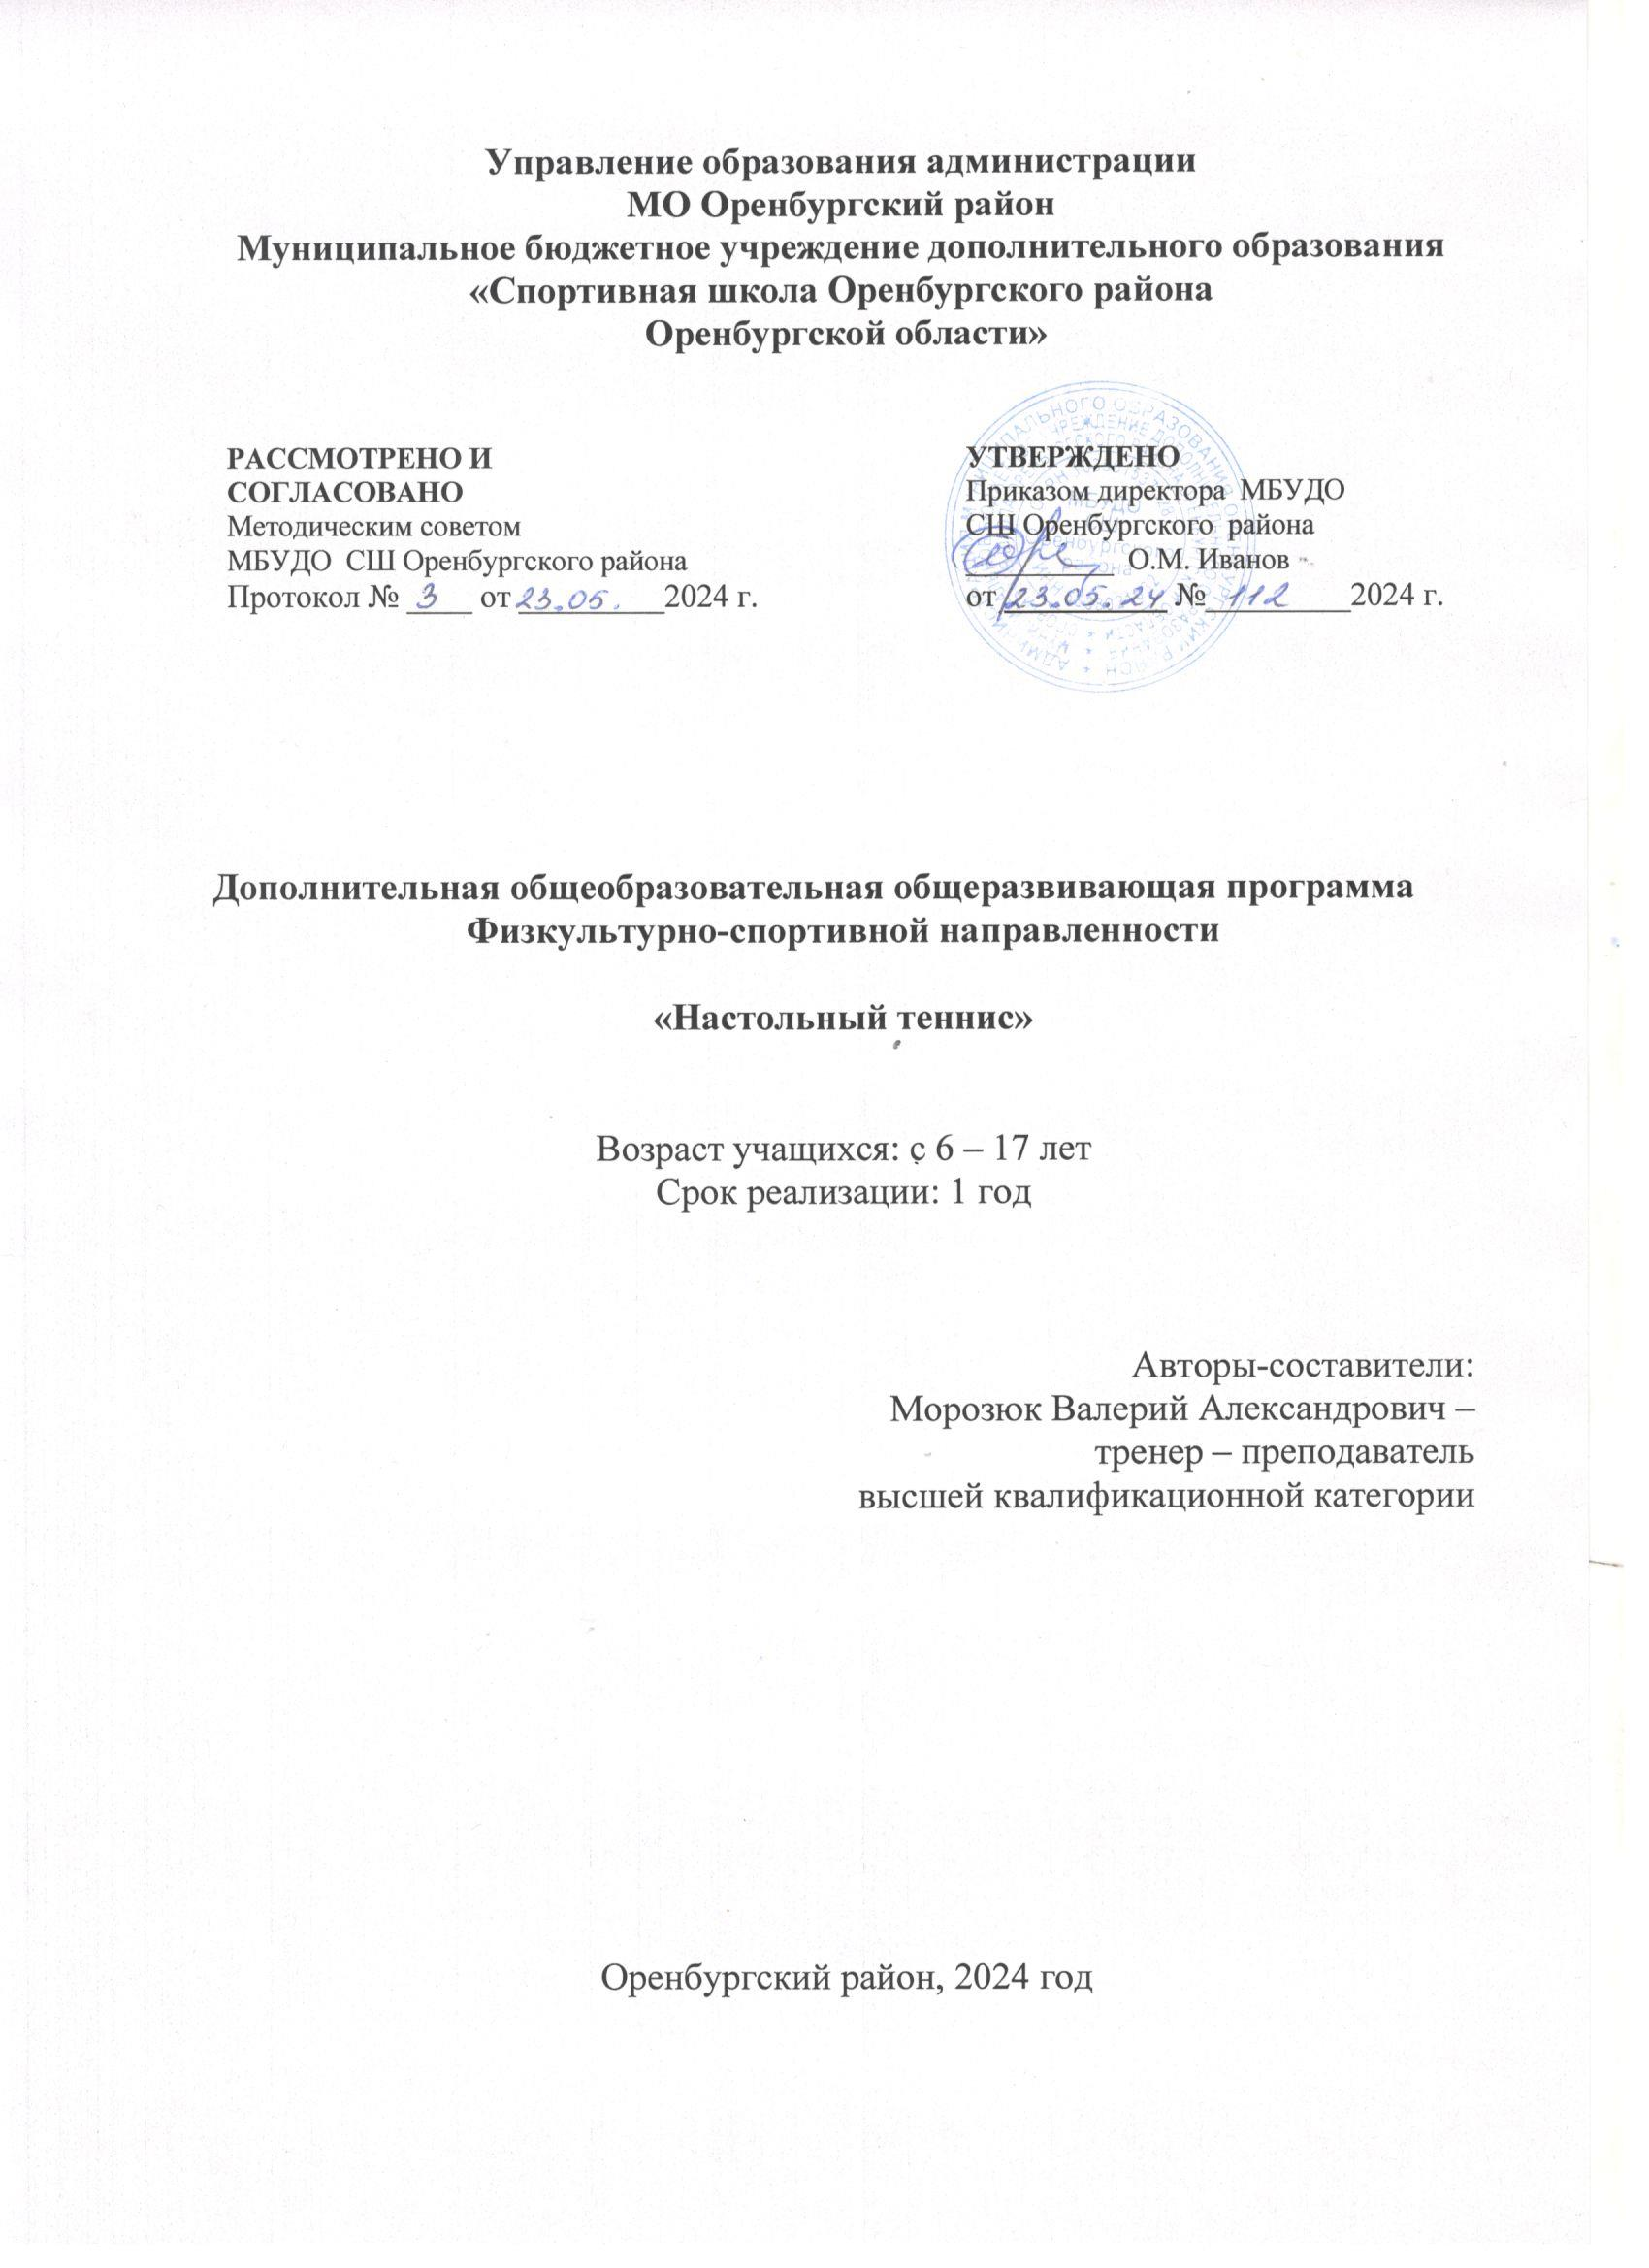 Управление образования администрации
МО Оренбургский район
Муниципальное бюджетное учреждение дополнительного образования
«Спортивная школа Оренбургского района
Оренбургской области»
РАССМОТРЕНО И
СОГЛАСОВАНО
Методическим советом
МБУДО СШ Оренбургского района
Протокол № 3 от 23.05. 2024 г.
УТВЕРЖДЕНО
Приказом директора МБУДО
СШ Оренбургского района
О.М. Иванов
от 23.05.24 № 112 2024 г.
Дополнительная общеобразовательная общеразвивающая программа
Физкультурно-спортивной направленности
«Настольный теннис»
Возраст учащихся: с 6 – 17 лет
Срок реализации: 1 год
Авторы-составители:
Морозюк Валерий Александрович –
тренер – преподаватель
высшей квалификационной категории
Оренбургский район, 2024 год